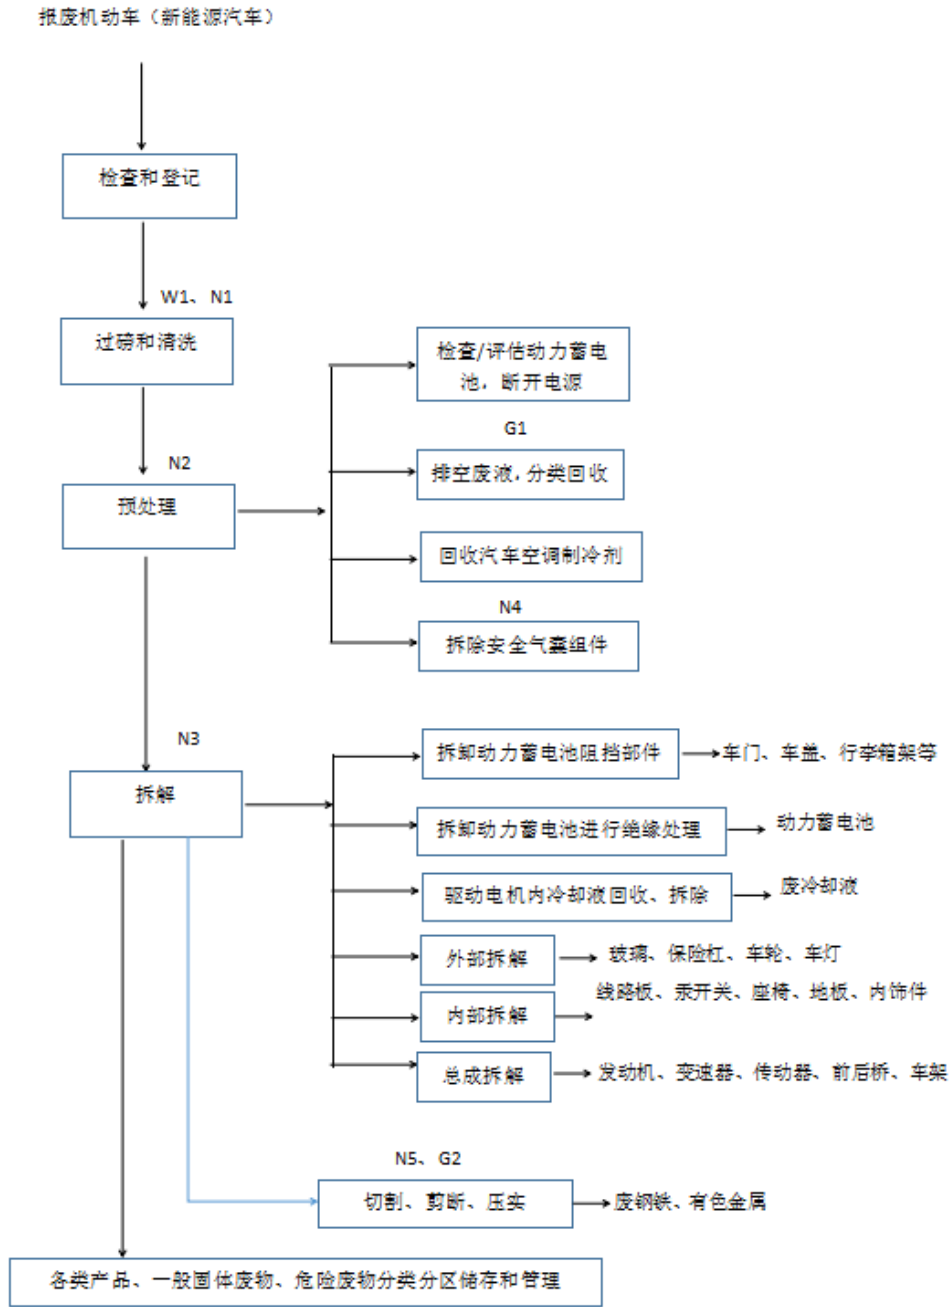 报废机动车（新能源汽车）
检查和登记
W1、N1
过磅和清洗
检查/评估动力蓄电
池，断开电源
G1
N2
排空废液，分类回收
预处理
回收汽车空调制冷剂
N4
拆除安全气囊组件
N3
拆卸动力蓄电池阻挡部件
车门、车盖、行李箱架等
拆解
拆卸动力蓄电池进行绝缘处理
动力蓄电池
驱动电机内冷却液回收、拆除
废冷却液
外部拆解
玻璃、保险杠、车轮、车灯
线路板、汞开关、座椅、地板、内饰件
内部拆解
总成拆解
发动机、变速器、传动器、前后桥、车架
N5、G2
切割、剪断、压实
废钢铁、有色金属
各类产品、一般固体废物、危险废物分类分区储存和管理